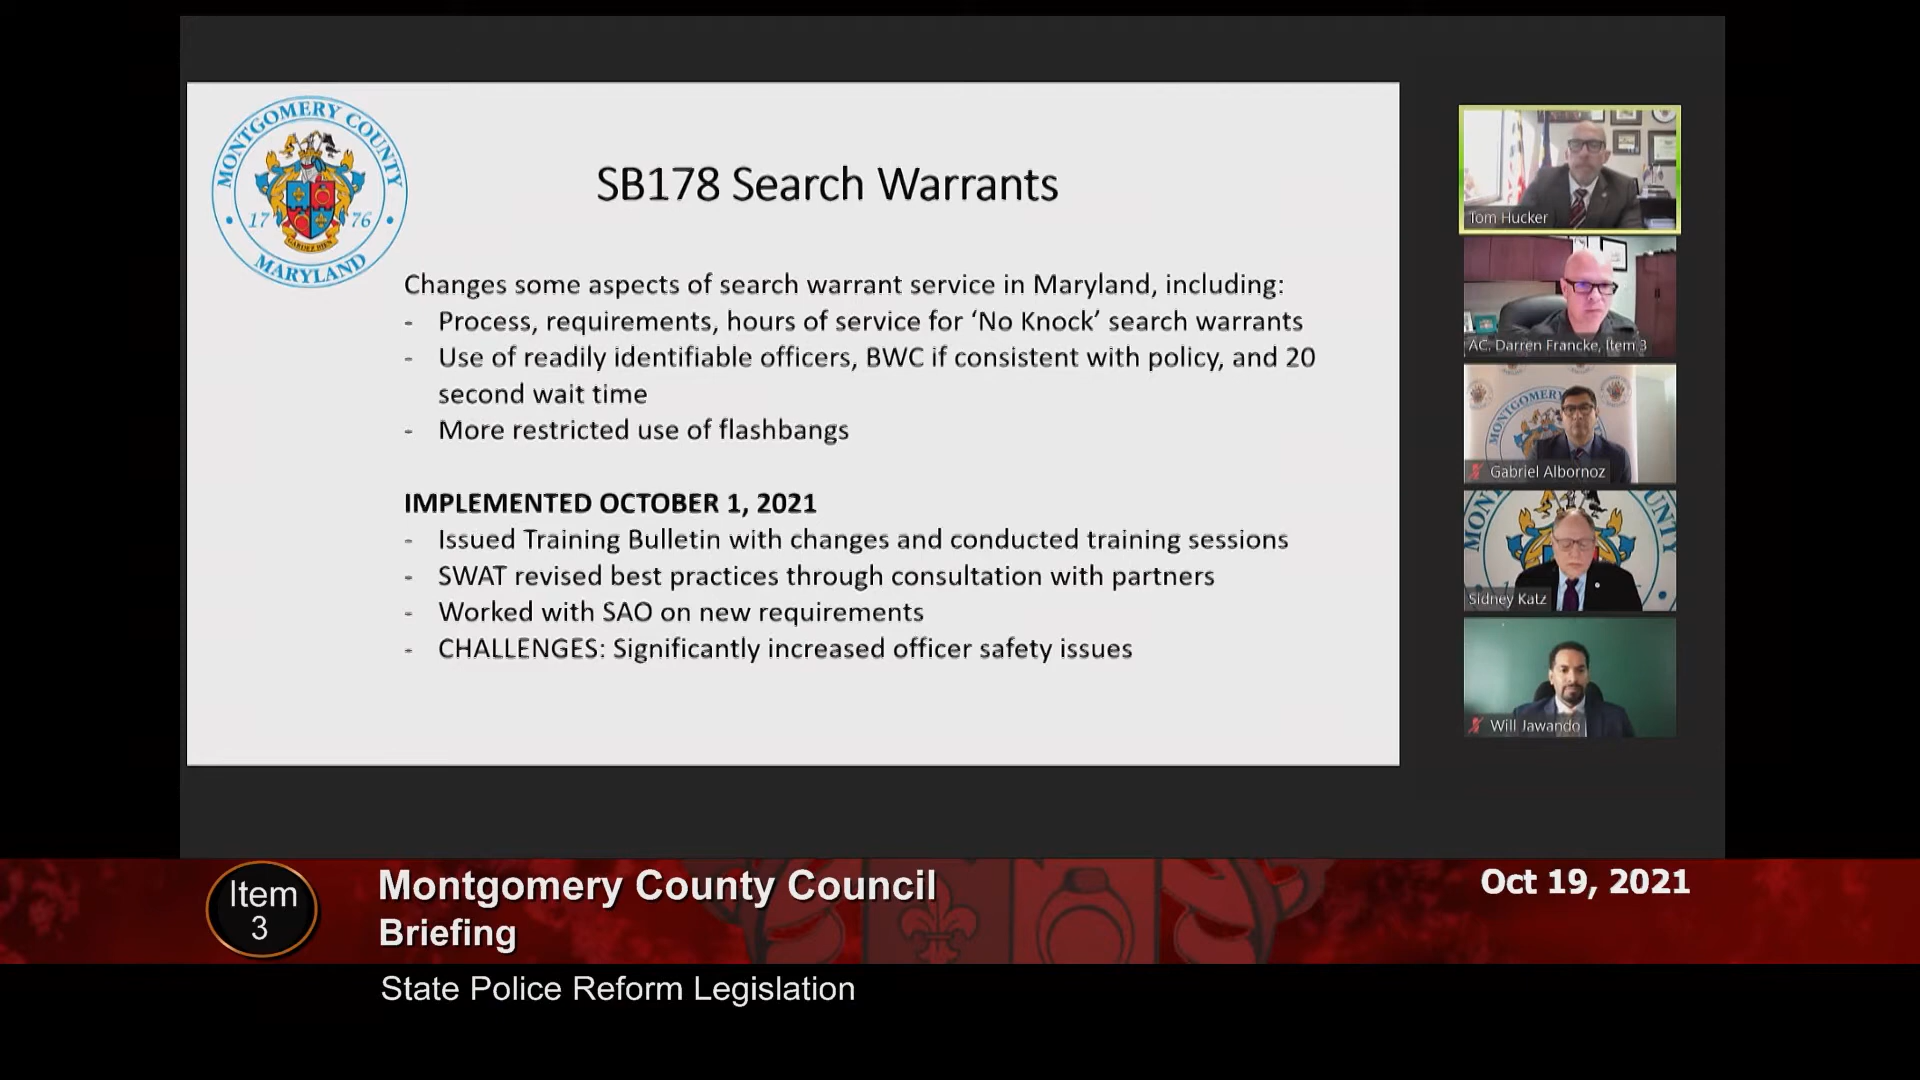 MONTGOMERY COUNTY
17 76
GARDEZ BIEN
MARYLAND
SB178 Search Warrants
Changes some aspects of search warrant service in Maryland, including:
- Process, requirements, hours of service for ‘No Knock’ search warrants
- Use of readily identifiable officers, BWC if consistent with policy, and 20
second wait time
- More restricted use of flashbangs
IMPLEMENTED OCTOBER 1, 2021
- Issued Training Bulletin with changes and conducted training sessions
- SWAT revised best practices through consultation with partners
- Worked with SAO on new requirements
- CHALLENGES: Significantly increased officer safety issues
Tom Hucker
AC. Darren Francke, Item 3
MONTGOMERY
Gabriel Albornoz
Sidney Katz
Will Jawando
Item
3
Montgomery County Council
Briefing
Oct 19, 2021
State Police Reform Legislation